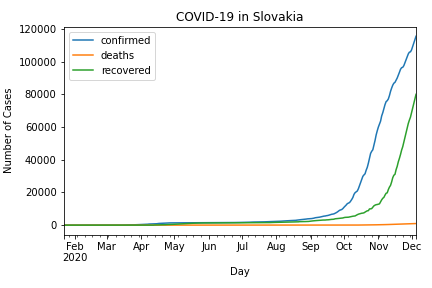 COVID-19 in Slovakia
confirmed
deaths
recovered
120000
100000
80000
60000
40000
20000
0
Number of Cases
Feb Mar Apr May Jun Jul Aug Sep Oct Nov Dec
2020
Day